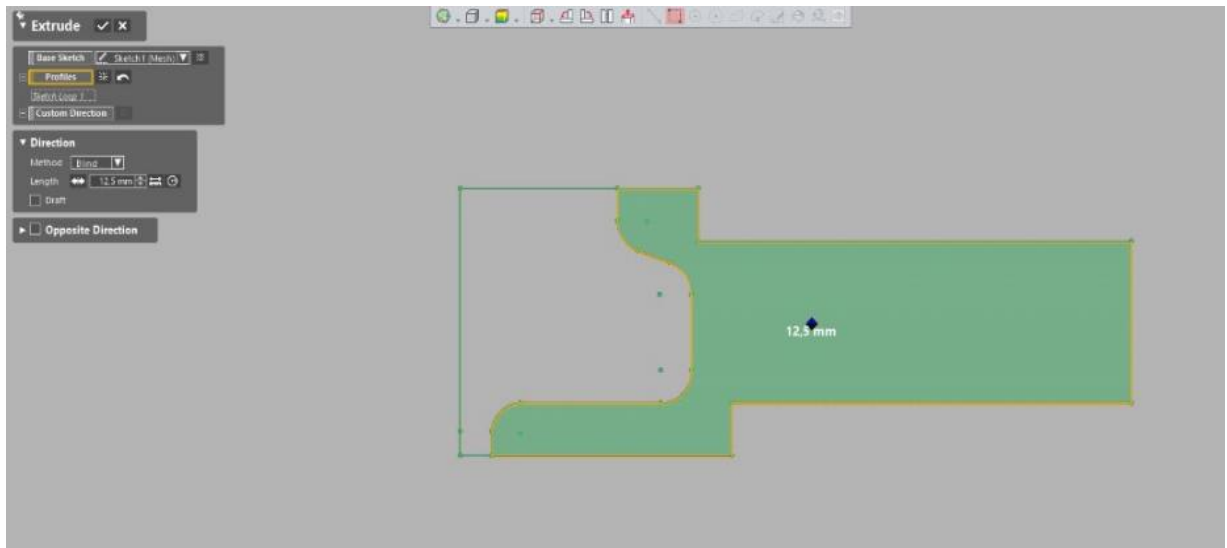 Extrude
Base Sketch Sketch1 (Mesh)
Profiles
Sketch Loop 1
Custom Direction
Direction
Method Blind
Length 12.5 mm
Draft
Opposite Direction
12,5 mm